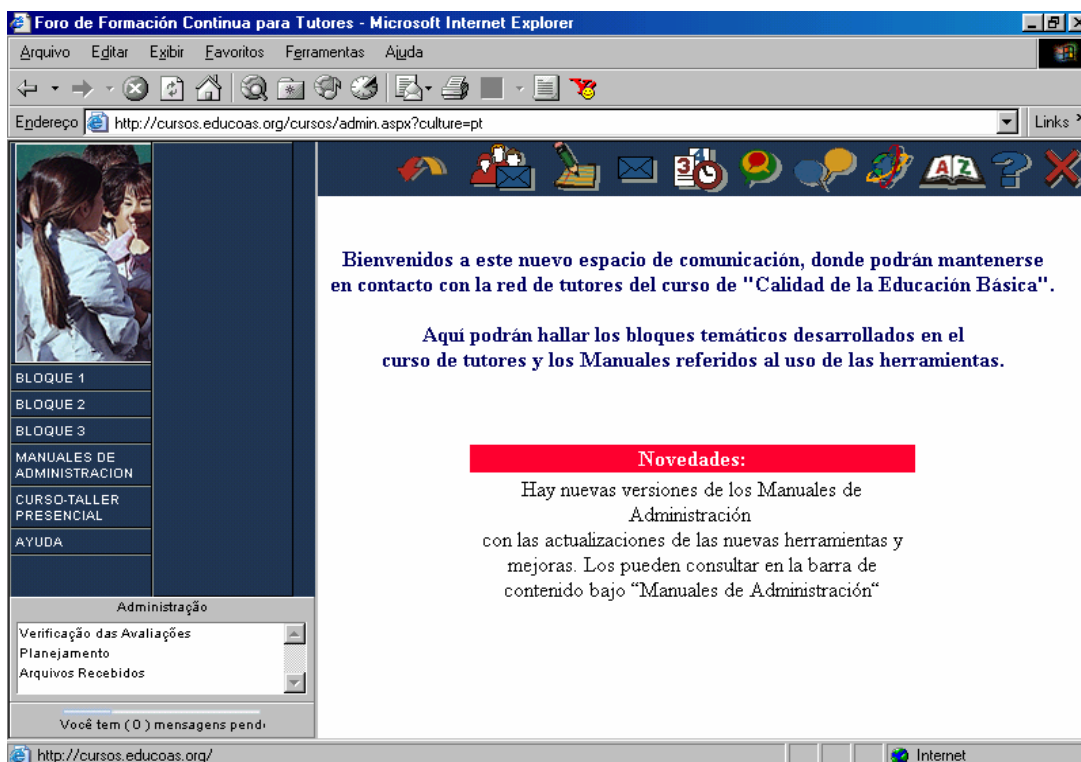 Foro de Formación Continua para Tutores - Microsoft Internet Explorer
Arquivo Editar Exibir Favoritos Ferramentas Ajuda
Endereço http://cursos.educoas.org/cursos/admin.aspx?culture=pt Links
3 A Z ?
Bienvenidos a este nuevo espacio de comunicación, donde podrán mantenerse
en contacto con la red de tutores del curso de "Calidad de la Educación Básica".
Aquí podrán hallar los bloques temáticos desarrollados en el
curso de tutores y los Manuales referidos al uso de las herramientas.
BLOQUE 1
BLOQUE 2
BLOQUE 3
MANUALES DE
ADMINISTRACION
CURSO-TALLER
PRESENCIAL
AYUDA
Novedades:
Hay nuevas versiones de los Manuales de
Administración
con las actualizaciones de las nuevas herramientas y
mejoras. Los pueden consultar en la barra de
contenido bajo “Manuales de Administración“
Administração
Verificação das Avaliações
Planejamento
Arquivos Recebidos
Você tem ( 0 ) mensagens pend
http://cursos.educoas.org/ Internet